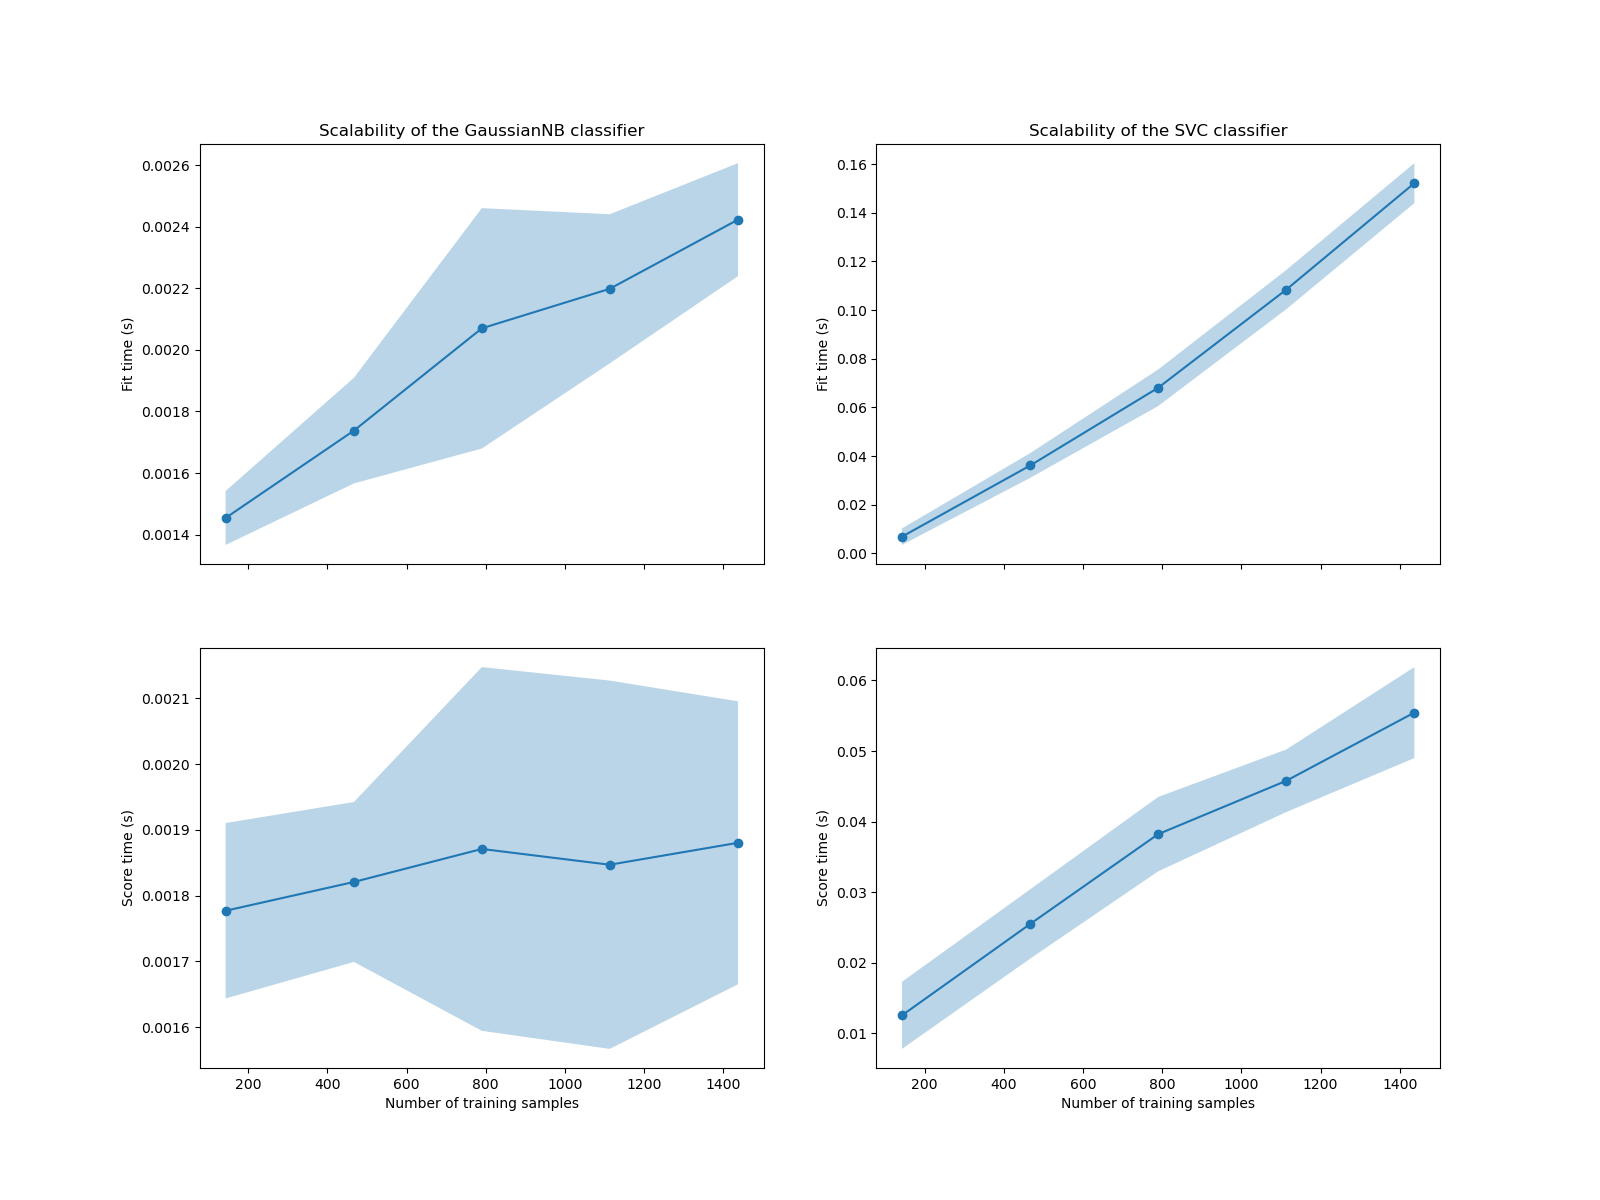 Scalability of the GaussianNB classifier
0.0026
0.0024
0.0022
0.0020
0.0018
0.0016
0.0014
Fit time (s)
Scalability of the SVC classifier
0.16
0.14
0.12
0.10
0.08
0.06
0.04
0.02
0.00
Fit time (s)
0.0021
0.0020
0.0019
0.0018
0.0017
0.0016
Score time (s)
200 400 600 800 1000 1200 1400
Number of training samples
0.06
0.05
0.04
0.03
0.02
0.01
Score time (s)
200 400 600 800 1000 1200 1400
Number of training samples